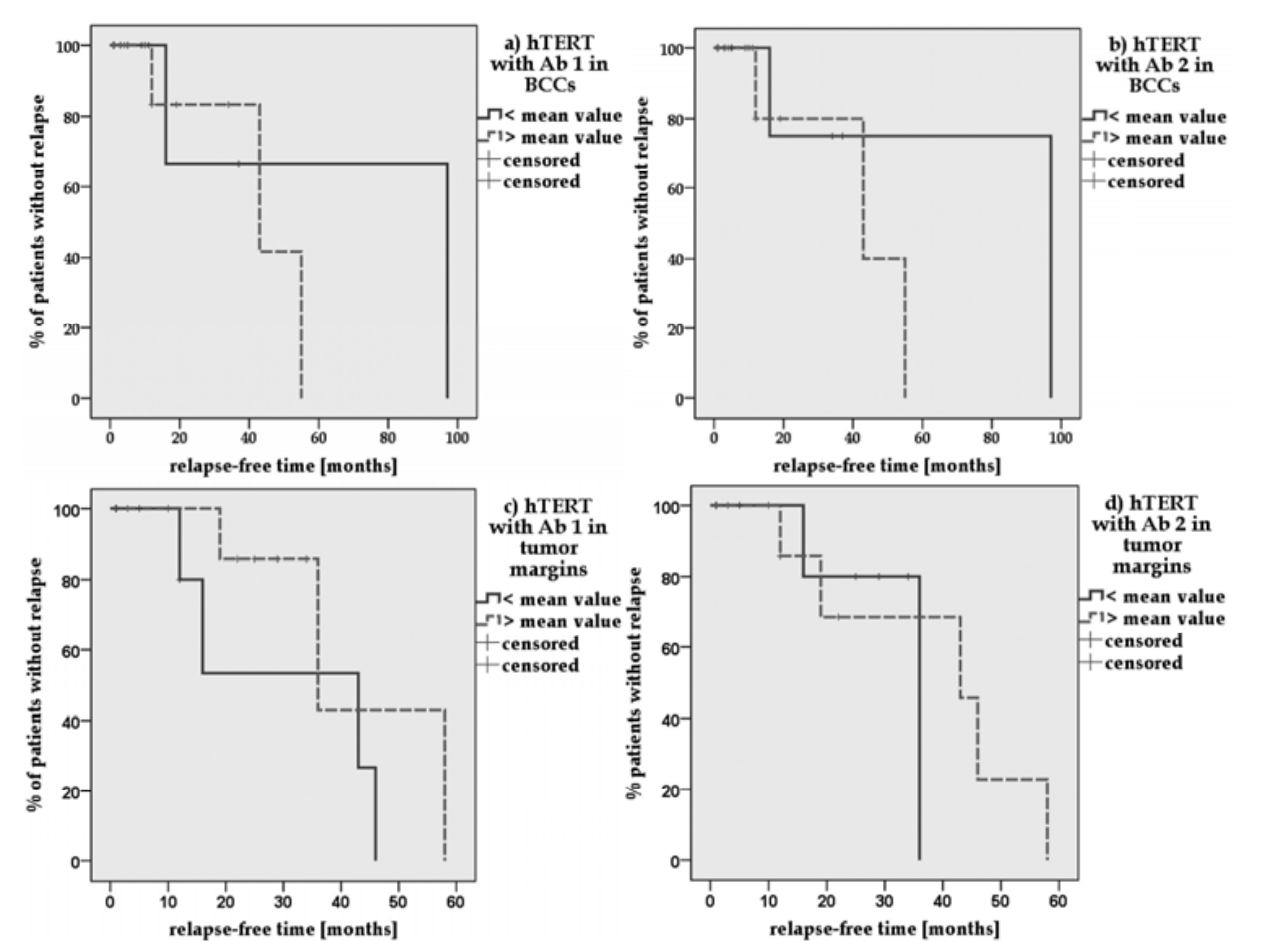 a) hTERT
with Ab 1 in
BCCs
< mean value
> mean value
censored
censored
% of patients without relapse
100
80
60
40
20
0
0 20 40 60 80 100
relapse-free time [months]
b) hTERT
with Ab 2 in
BCCs
< mean value
> mean value
censored
censored
% of patients without relapse
100
80
60
40
20
0
0 20 40 60 80 100
relapse-free time [months]
c) hTERT
with Ab 1 in
tumor
margins
< mean value
> mean value
censored
censored
% of patients without relapse
100
80
60
40
20
0
0 10 20 30 40 50 60
relapse-free time [months]
d) hTERT
with Ab 2 in
tumor
margins
< mean value
> mean value
censored
censored
% patients without relapse
100
80
60
40
20
0
0 10 20 30 40 50 60
relapse-free time [months]